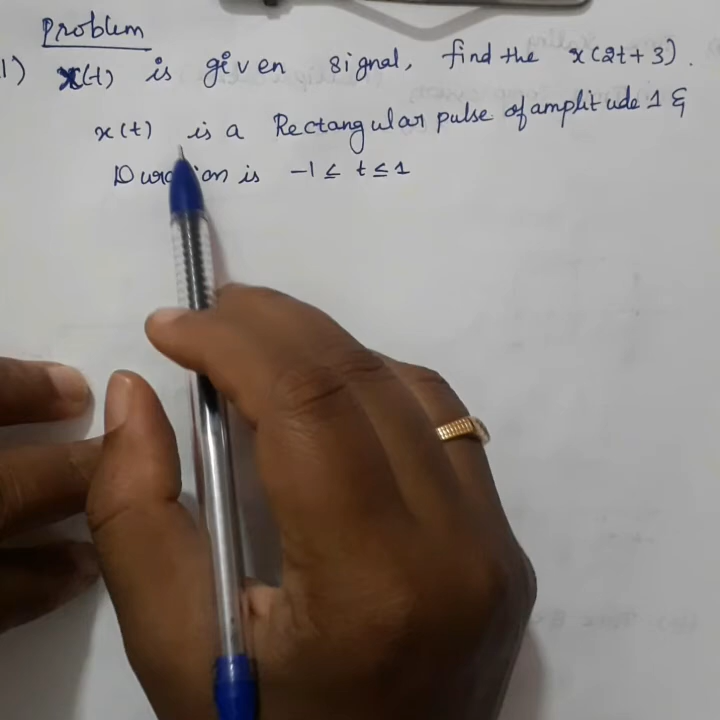 Problem
1) x(t) is given signal, find the x(2t+3).
x(t) is a Rectangular pulse of amplitude 1 &
Duration is -1 ≤ t ≤ 1